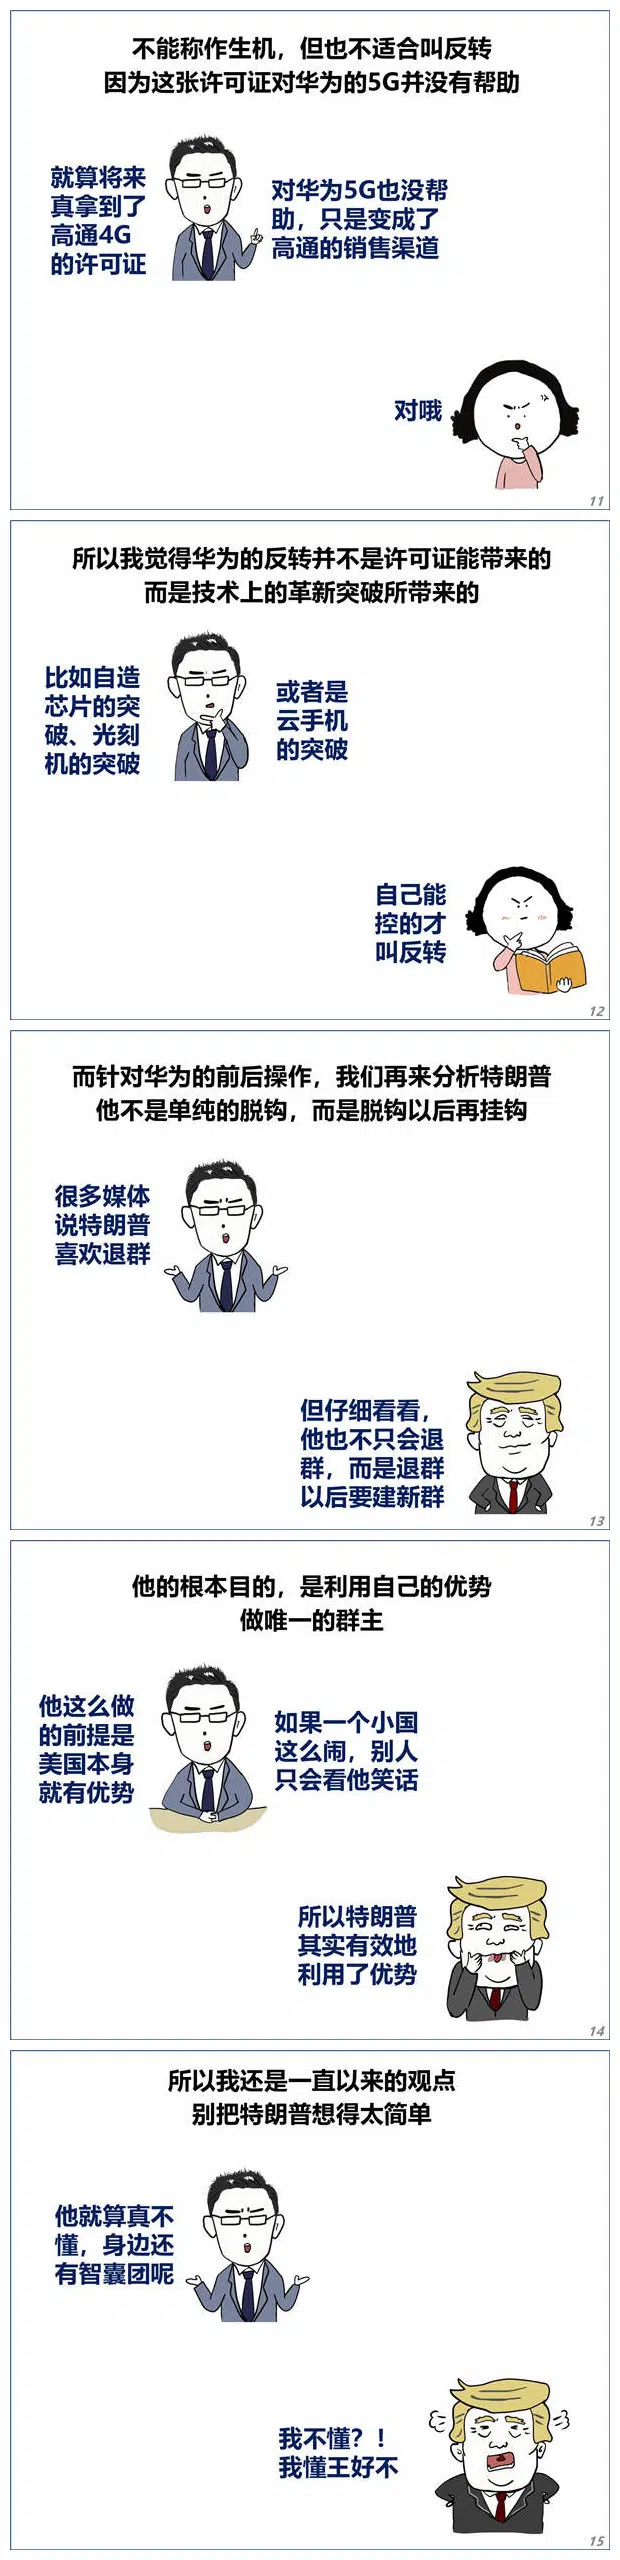 不能称作生机，但也不适合叫反转
因为这张许可证对华为的5G并没有帮助
就算将来
真拿到了
高通4G
的许可证
对华为5G也没帮
助，只是变成了
高通的销售渠道
对哦
11
所以我觉得华为的反转并不是许可证能带来的
而是技术上的革新突破所带来的
比如自造
芯片的突
破、光刻
机的突破
或者是
云手机
的突破
自己能
控的才
叫反转
12
而针对华为的前后操作，我们再来分析特朗普
他不是单纯的脱钩，而是脱钩以后再挂钩
很多媒体
说特朗普
喜欢退群
但仔细看看，
他也不只会退
群，而是退群
以后要建新群
13
他的根本目的，是利用自己的优势
做唯一的群主
他这么做
的前提是
美国本身
就有优势
如果一个小国
这么闹，别人
只会看他笑话
所以特朗普
其实有效地
利用了优势
14
所以我还是一直以来的观点
别把特朗普想得太简单
他就算真不
懂，身边还
有智囊团呢
我不懂？！
我懂王好不
15